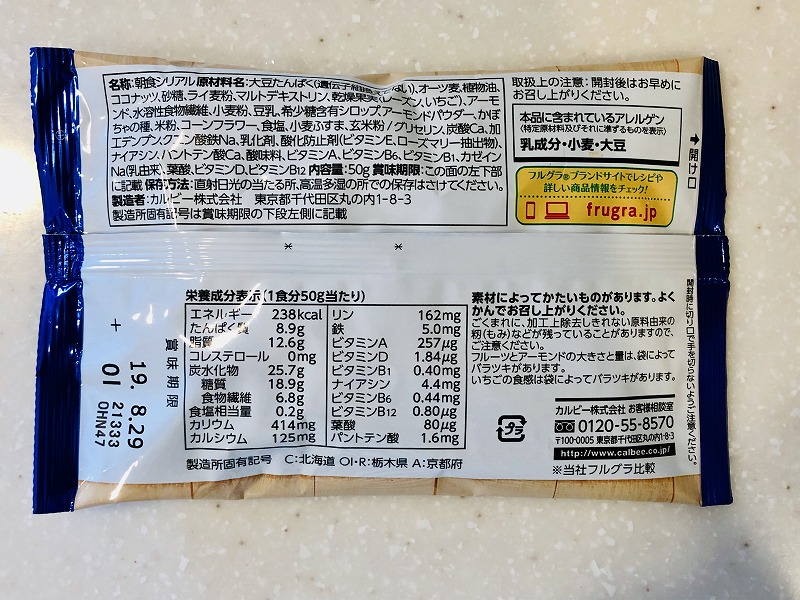 名称:朝食シリアル 原材料名:大豆たんぱく(遺伝子組換えでない)、オーツ麦、植物油、
ココナッツ、砂糖、ライ麦粉、マルトデキストリン、乾燥果実(レーズン、いちご)、アーモ
ンド、水溶性食物繊維、小麦粉、豆乳、希少糖含有シロップ、アーモンドパウダー、かぼ
ちゃの種、米粉、コーンフラワー、食塩、小麦ふすま、玄米粉/グリセリン、炭酸Ca、加
工デンプン、クエン酸鉄Na、乳化剤、酸化防止剤(ビタミンE、ローズマリー抽出物)、
ナイアシン、パントテン酸Ca、酸味料、ビタミンA、ビタミンB6、ビタミンB1、カゼイン
Na(乳由来)、葉酸、ビタミンD、ビタミンB12 内容量:50g 賞味期限:この面の左下部
に記載 保存方法:直射日光の当たる所、高温多湿の所での保存はさけてください。
製造者:カルビー株式会社 東京都千代田区丸の内1-8-3
製造所固有記号は賞味期限の下段左側に記載
取扱上の注意:開封後はお早めに
お召し上がりください。
本品に含まれているアレルゲン
(特定原材料及びそれに準ずるものを表示)
乳成分・小麦・大豆
フルグラ®ブランドサイトでレシピや
詳しい商品情報をチェック!
frugra.jp
→開け口
開封時に切り口で手を切らないようご注意ください。
* *
栄養成分表示(1食分50g当たり)
エネルギー 238kcal
たんぱく質 8.9g
脂質 12.6g
コレステロール 0mg
炭水化物 25.7g
糖質 18.9g
食物繊維 6.8g
食塩相当量 0.2g
カリウム 414mg
カルシウム 125mg
リン 162mg
鉄 5.0mg
ビタミンA 257μg
ビタミンD 1.84μg
ビタミンB1 0.40mg
ナイアシン 4.4mg
ビタミンB6 0.44mg
ビタミンB12 0.80μg
葉酸 80μg
パントテン酸 1.6mg
製造所固有記号 C:北海道 OI・R:栃木県 A:京都府
素材によってかたいものがあります。よく
かんでお召し上がりください。
ごくまれに、加工上除去しきれない原料由来の
粉(もみ)などが残っていることがありますので、
ご注意ください。
フルーツとアーモンドの大きさと量は、袋によって
バラツキがあります。
いちごの食感は袋によってバラツキがあります。
プラ
カルビー株式会社 お客様相談室
0120-55-8570
〒100-0005 東京都千代田区丸の内1-8-3
http://www.calbee.co.jp/
※当社フルグラ比較
賞味期限
19. 8.29
+ OI 21333
OHN47